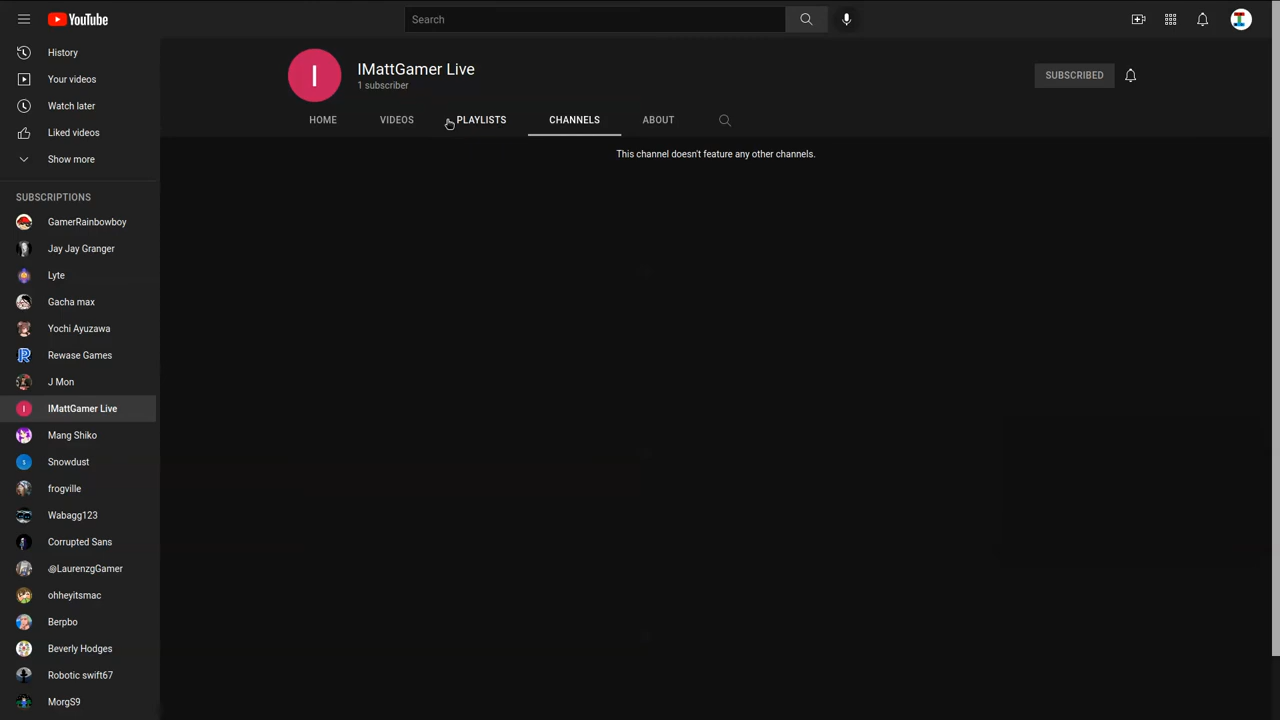 YouTube
Search
History
Your videos
Watch later
Liked videos
Show more
SUBSCRIPTIONS
GamerRainbowboy
Jay Jay Granger
Lyte
Gacha max
Yochi Ayuzawa
Rewase Games
J Mon
IMattGamer Live
Mang Shiko
Snowdust
frogville
Wabagg123
Corrupted Sans
@LaurenzgGamer
ohheyitsmac
Berpbo
Beverly Hodges
Robotic swift67
MorgS9
I
IMattGamer Live
1 subscriber
SUBSCRIBED
HOME VIDEOS PLAYLISTS CHANNELS ABOUT
This channel doesn't feature any other channels.